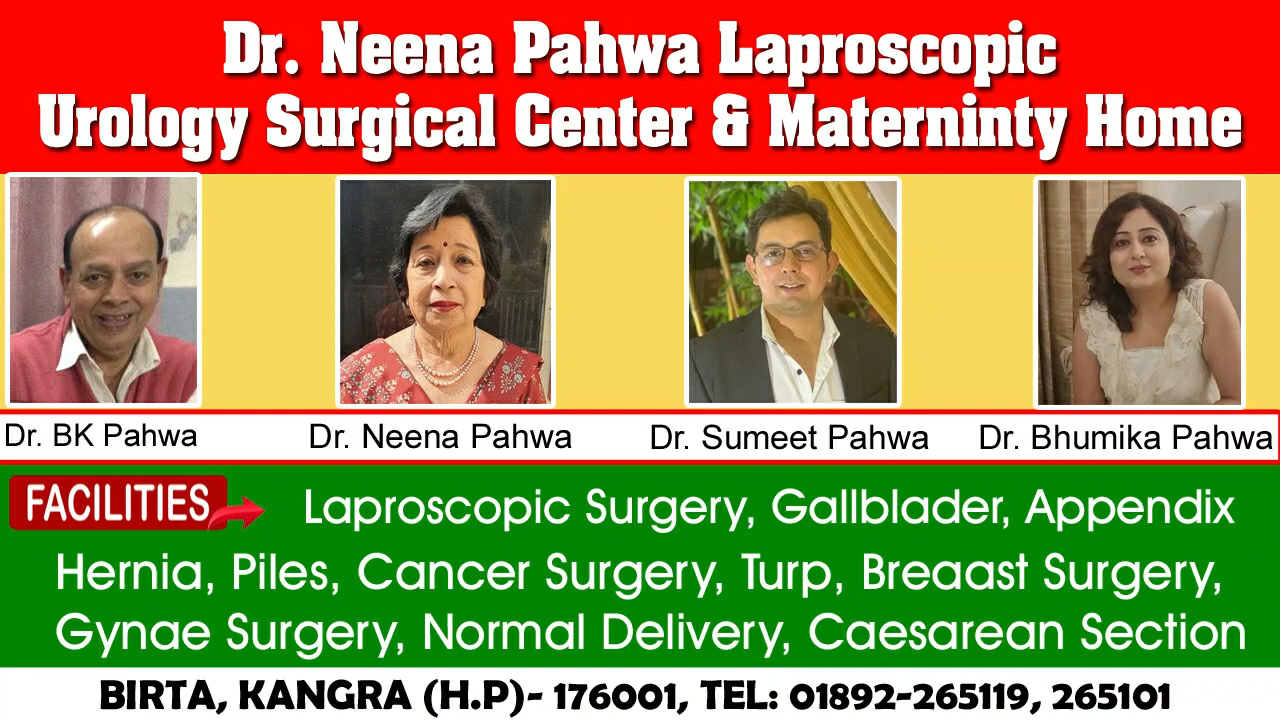 Dr. Neena Pahwa Laproscopic
Urology Surgical Center & Materninty Home
Dr. BK Pahwa
Dr. Neena Pahwa
Dr. Sumeet Pahwa
Dr. Bhumika Pahwa
FACILITIES
Laproscopic Surgery, Gallblader, Appendix
Hernia, Piles, Cancer Surgery, Turp, Breaast Surgery,
Gynae Surgery, Normal Delivery, Caesarean Section
BIRTA, KANGRA (H.P)- 176001, TEL: 01892-265119, 265101